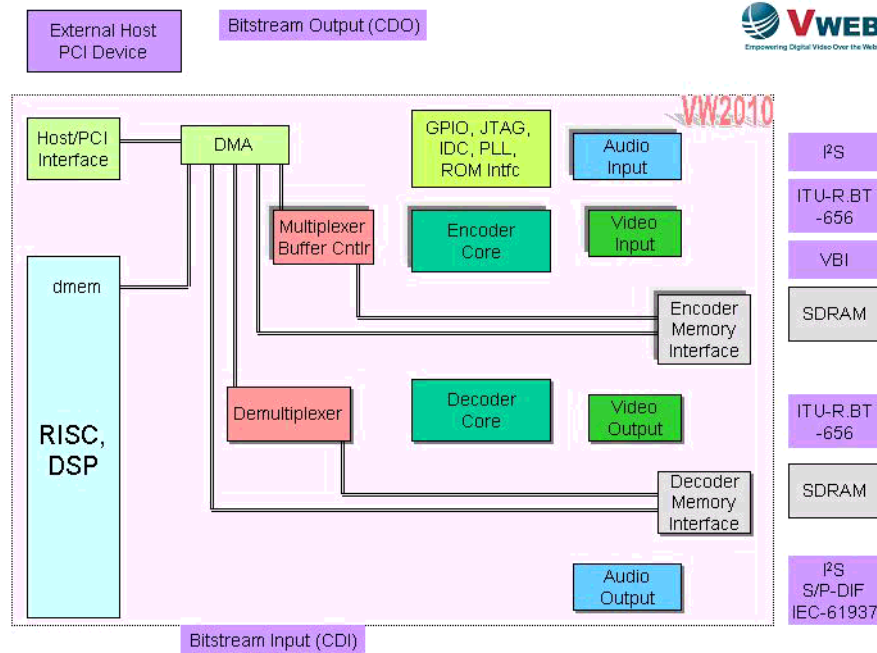 External Host
PCI Device
Bitstream Output (CDO)
VWEB
Empowering Digital Video Over the Web
VW2010
Host/PCI
Interface
DMA
GPIO, JTAG,
IDC, PLL,
ROM Intfc
Audio
Input
I²S
ITU-R.BT
-656
Multiplexer
Buffer Cntlr
Encoder
Core
Video
Input
VBI
dmem
Encoder
Memory
Interface
SDRAM
Demultiplexer
Decoder
Core
Video
Output
ITU-R.BT
-656
RISC,
DSP
Decoder
Memory
Interface
SDRAM
Audio
Output
I²S
S/P-DIF
IEC-61937
Bitstream Input (CDI)